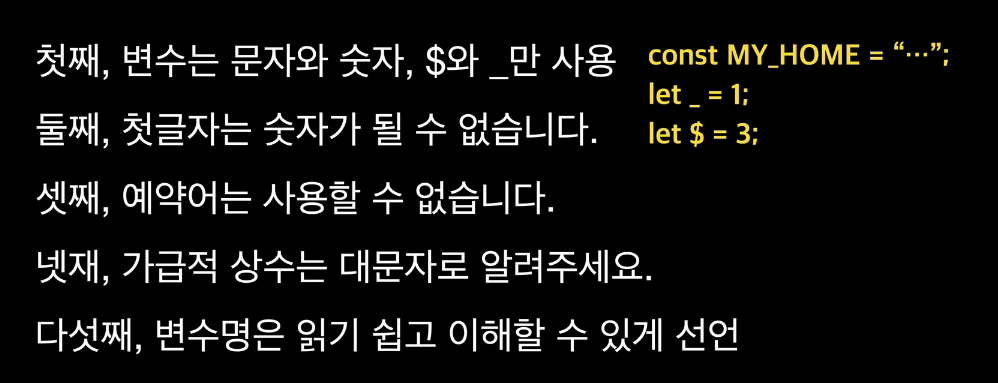 첫째, 변수는 문자와 숫자, $와 _만 사용
const MY_HOME = “…”;
let _ = 1;
let $ = 3;
둘째, 첫글자는 숫자가 될 수 없습니다.
셋째, 예약어는 사용할 수 없습니다.
넷재, 가급적 상수는 대문자로 알려주세요.
다섯째, 변수명은 읽기 쉽고 이해할 수 있게 선언